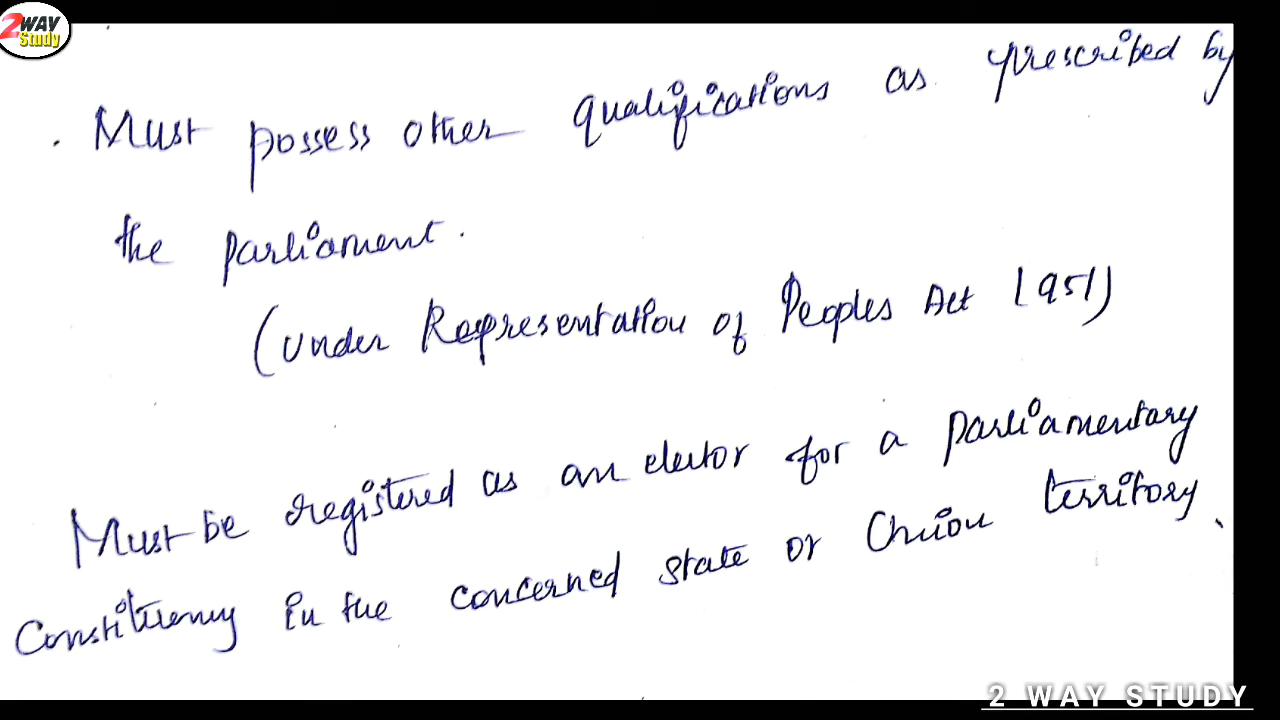 2WAY
Study
. Must possess other qualifications as prescribed by
the parliament.
(Under Representation of Peoples Act 1951)
Must be registered as an elector for a parliamentary
Constituency in the concerned state or Union territory.
2 WAY STUDY